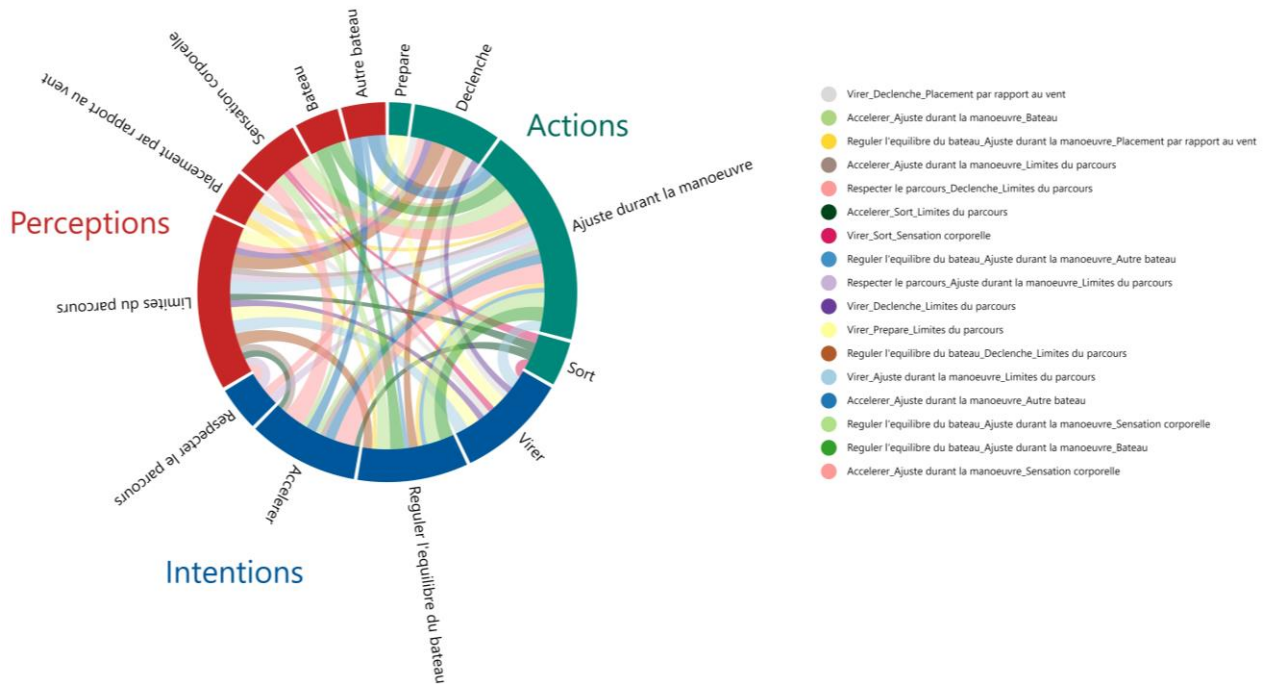 Autre bateau
Prepare
Declenche
Bateau
Sensation corporelle
Placement par rapport au vent
Actions
Ajuste durant la manoeuvre
Perceptions
Limites du parcours
Sort
Respecter le parcours
Virer
Accelerer
Reguler l'equilibre du bateau
Intentions
Virer_Declenche_Placement par rapport au vent
Accelerer_Ajuste durant la manoeuvre_Bateau
Reguler l'equilibre du bateau_Ajuste durant la manoeuvre_Placement par rapport au vent
Accelerer_Ajuste durant la manoeuvre_Limites du parcours
Respecter le parcours_Declenche_Limites du parcours
Accelerer_Sort_Limites du parcours
Virer_Sort_Sensation corporelle
Reguler l'equilibre du bateau_Ajuste durant la manoeuvre_Autre bateau
Respecter le parcours_Ajuste durant la manoeuvre_Limites du parcours
Virer_Declenche_Limites du parcours
Virer_Prepare_Limites du parcours
Reguler l'equilibre du bateau_Declenche_Limites du parcours
Virer_Ajuste durant la manoeuvre_Limites du parcours
Accelerer_Ajuste durant la manoeuvre_Autre bateau
Reguler l'equilibre du bateau_Ajuste durant la manoeuvre_Sensation corporelle
Reguler l'equilibre du bateau_Ajuste durant la manoeuvre_Bateau
Accelerer_Ajuste durant la manoeuvre_Sensation corporelle